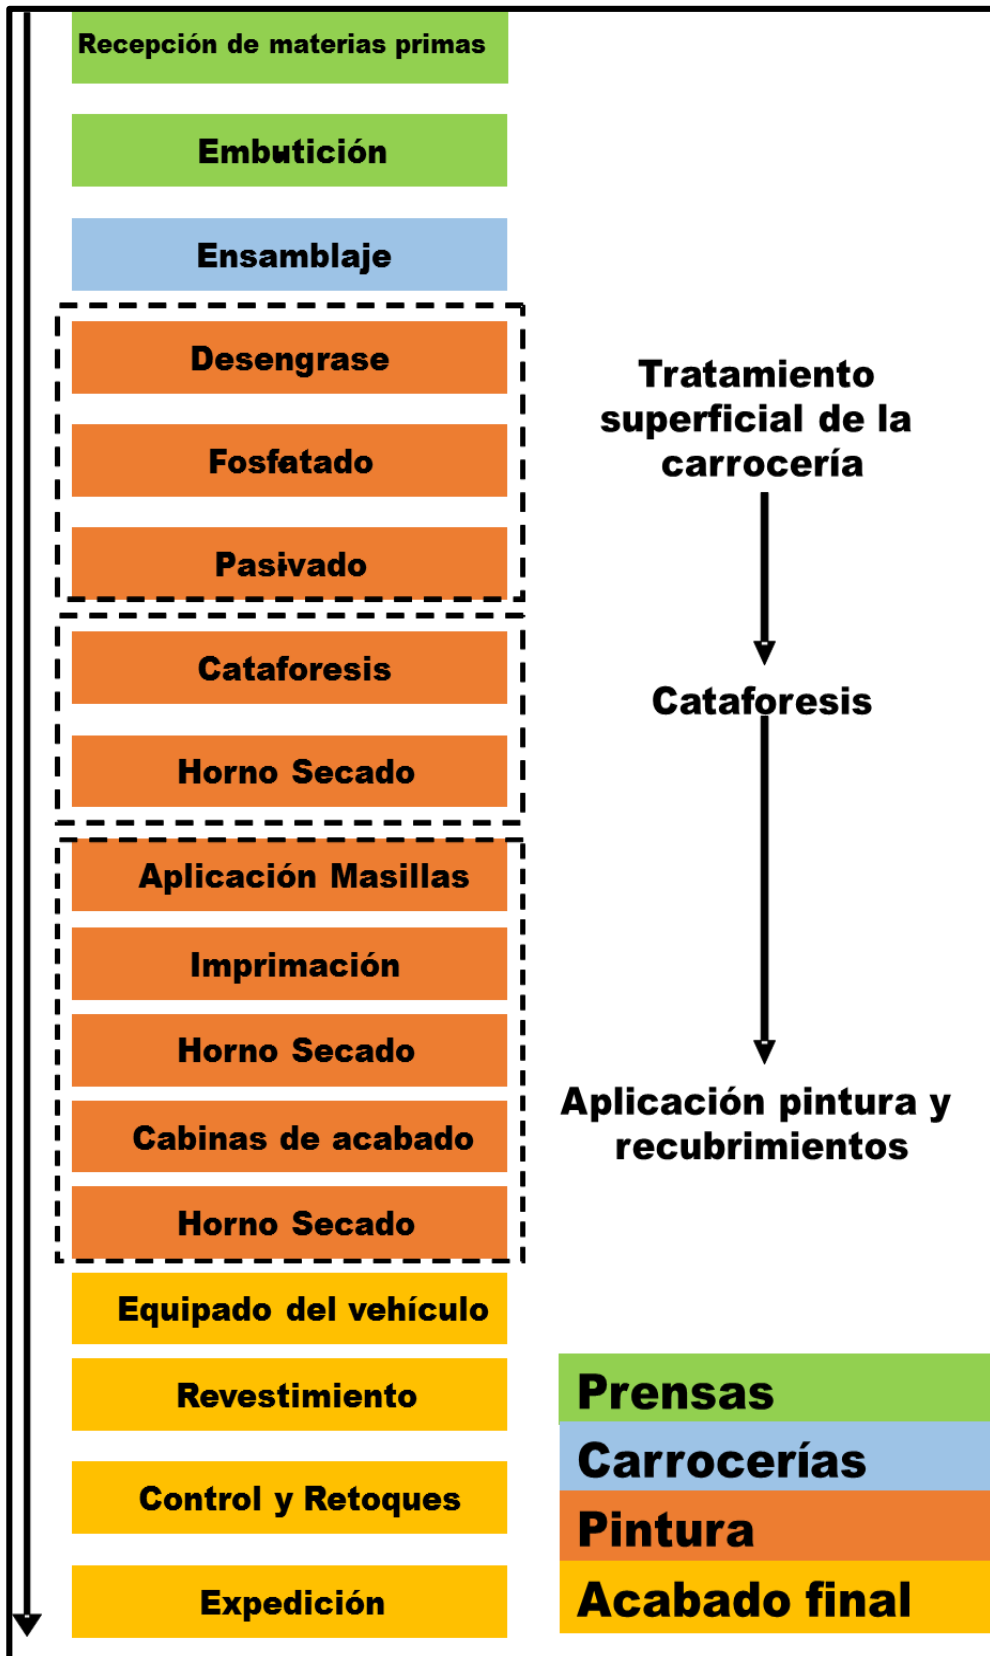 Recepción de materias primas
Embutición
Ensamblaje
Desengrase
Fosfatado
Pasivado
Cataforesis
Horno Secado
Aplicación Masillas
Imprimación
Horno Secado
Cabinas de acabado
Horno Secado
Equipado del vehículo
Revestimiento
Control y Retoques
Expedición
Tratamiento
superficial de la
carrocería
Cataforesis
Aplicación pintura y
recubrimientos
Prensas
Carrocerías
Pintura
Acabado final